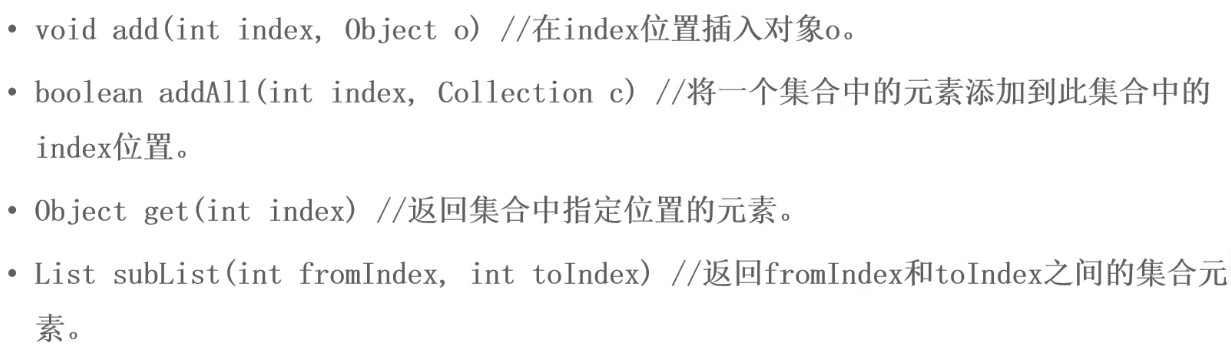 • void add(int index, Object o) //在index位置插入对象o。
• boolean addAll(int index, Collection c) //将一个集合中的元素添加到此集合中的
index位置。
• Object get(int index) //返回集合中指定位置的元素。
• List subList(int fromIndex, int toIndex) //返回fromIndex和toIndex之间的集合元
素。